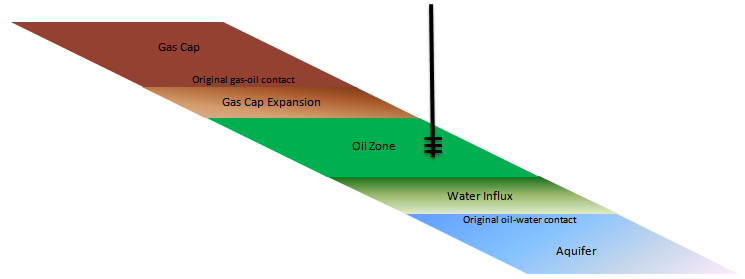 Gas Cap
Original gas-oil contact
Gas Cap Expansion
Oil Zone
Water Influx
Original oil-water contact
Aquifer